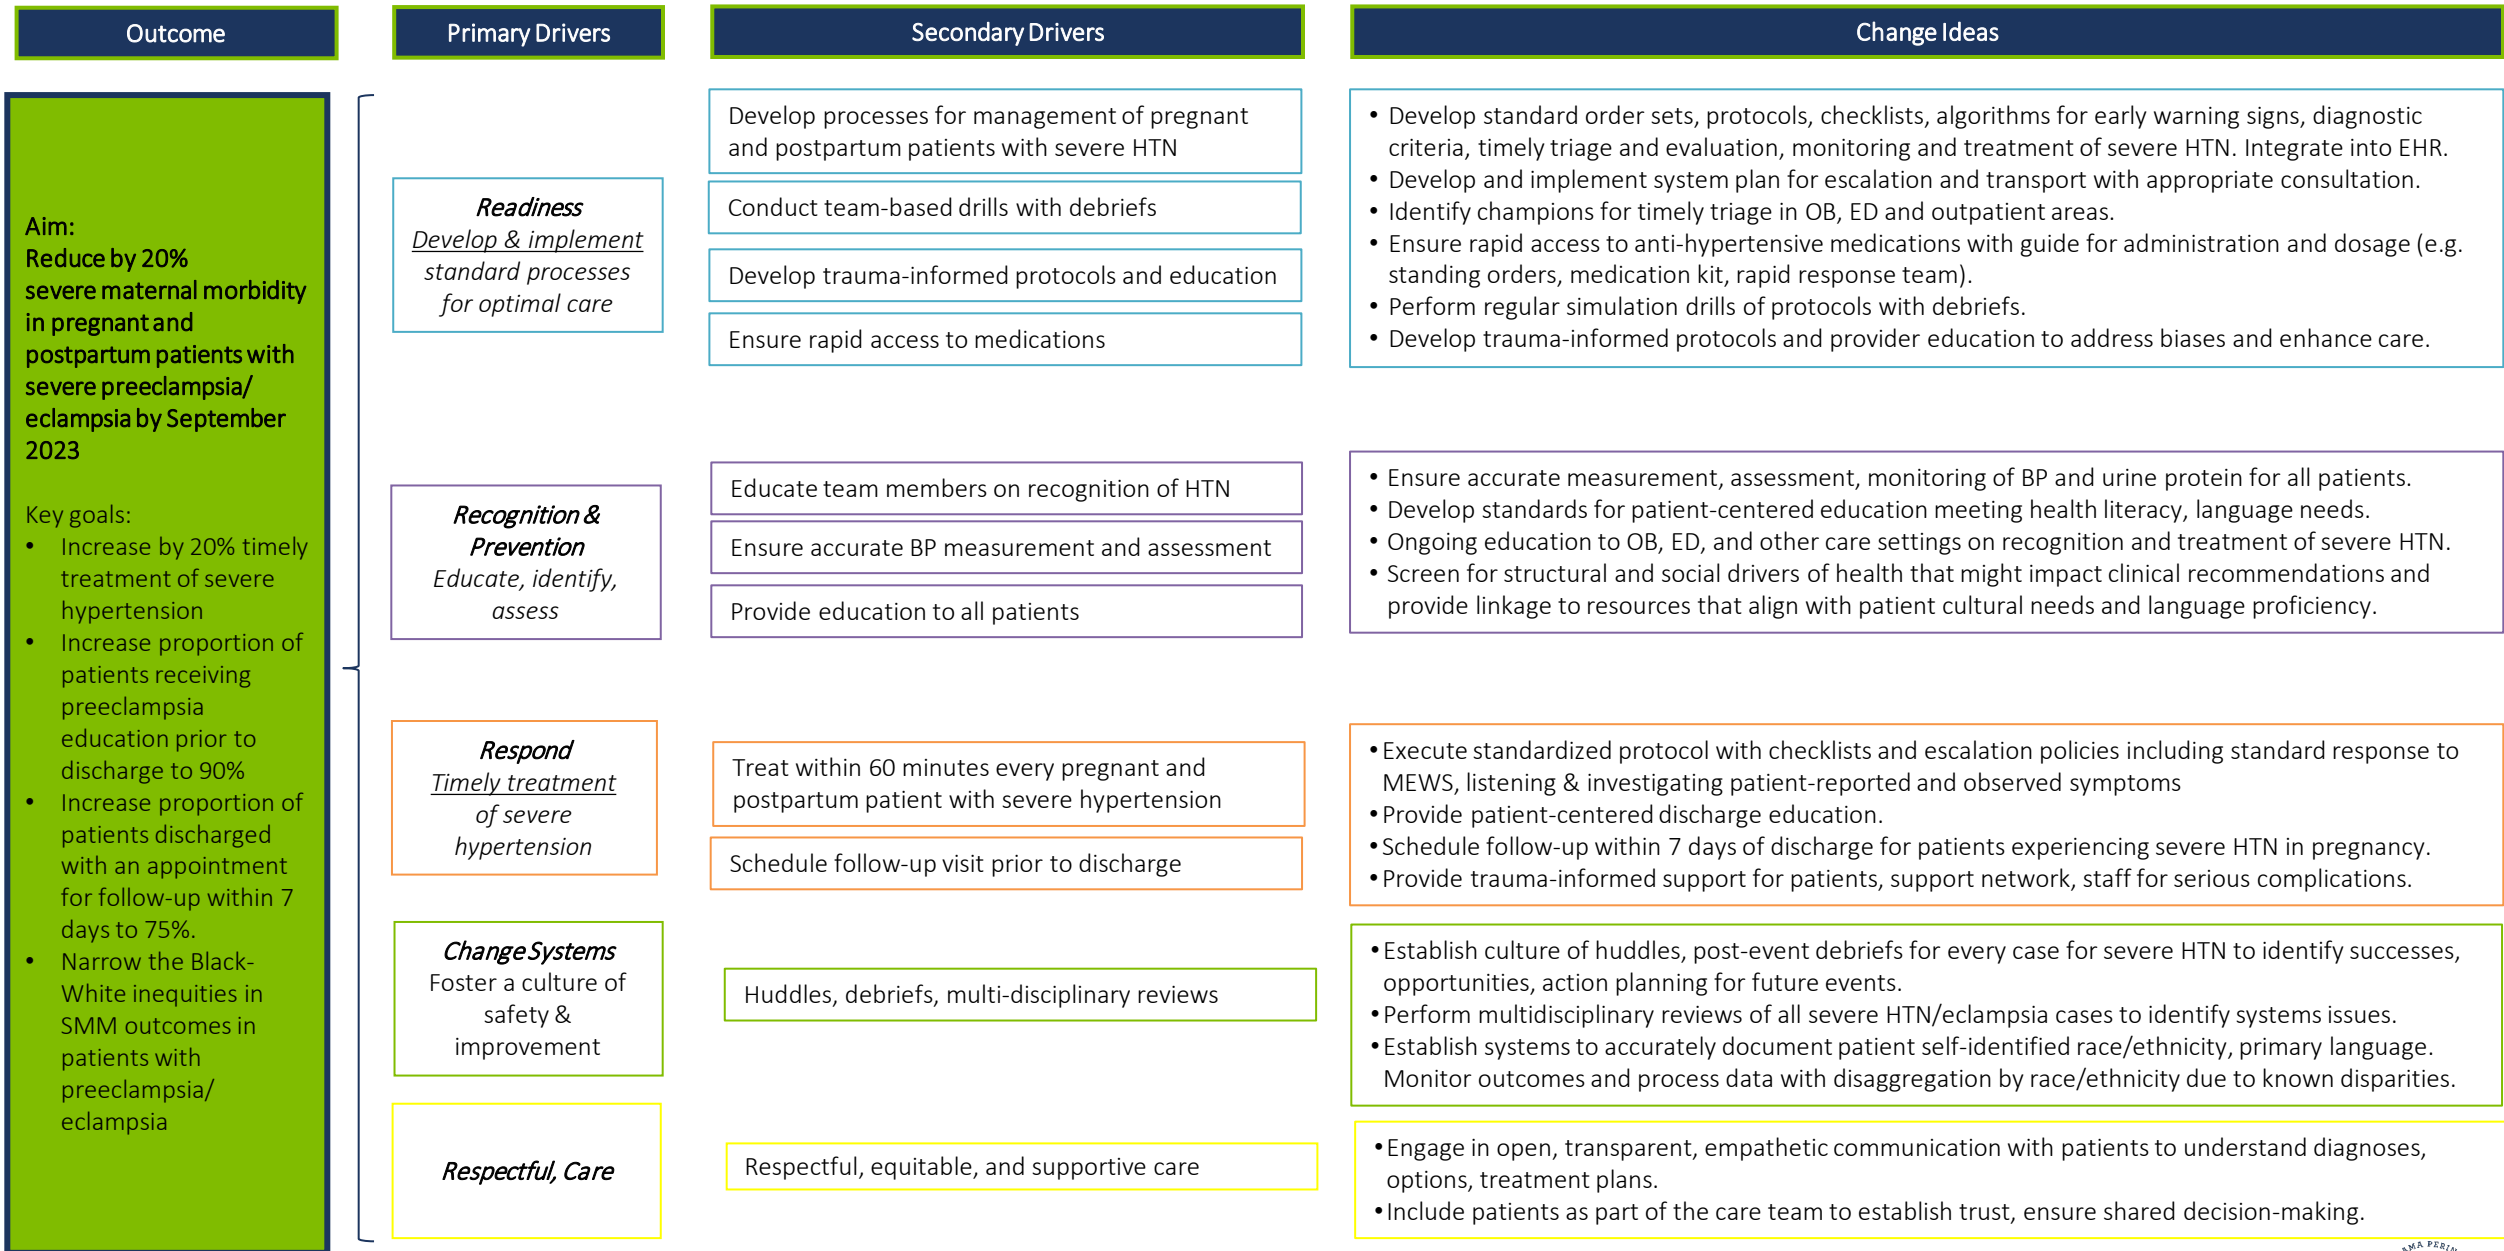 Outcome
Primary Drivers
Secondary Drivers
Change Ideas
Aim:
Reduce by 20%
severe maternal morbidity
in pregnant and
postpartum patients with
severe preeclampsia/
eclampsia by September
2023
Key goals:
• Increase by 20% timely
treatment of severe
hypertension
• Increase proportion of
patients receiving
preeclampsia
education prior to
discharge to 90%
• Increase proportion of
patients discharged
with an appointment
for follow-up within 7
days to 75%.
• Narrow the Black-
White inequities in
SMM outcomes in
patients with
preeclampsia/
eclampsia
Readiness
Develop & implement
standard processes
for optimal care
Develop processes for management of pregnant
and postpartum patients with severe HTN
Conduct team-based drills with debriefs
Develop trauma-informed protocols and education
Ensure rapid access to medications
• Develop standard order sets, protocols, checklists, algorithms for early warning signs, diagnostic
criteria, timely triage and evaluation, monitoring and treatment of severe HTN. Integrate into EHR.
• Develop and implement system plan for escalation and transport with appropriate consultation.
• Identify champions for timely triage in OB, ED and outpatient areas.
• Ensure rapid access to anti-hypertensive medications with guide for administration and dosage (e.g.
standing orders, medication kit, rapid response team).
• Perform regular simulation drills of protocols with debriefs.
• Develop trauma-informed protocols and provider education to address biases and enhance care.
Recognition &
Prevention
Educate, identify,
assess
Educate team members on recognition of HTN
Ensure accurate BP measurement and assessment
Provide education to all patients
• Ensure accurate measurement, assessment, monitoring of BP and urine protein for all patients.
• Develop standards for patient-centered education meeting health literacy, language needs.
• Ongoing education to OB, ED, and other care settings on recognition and treatment of severe HTN.
• Screen for structural and social drivers of health that might impact clinical recommendations and
provide linkage to resources that align with patient cultural needs and language proficiency.
Respond
Timely treatment
of severe
hypertension
Treat within 60 minutes every pregnant and
postpartum patient with severe hypertension
Schedule follow-up visit prior to discharge
• Execute standardized protocol with checklists and escalation policies including standard response to
MEWS, listening & investigating patient-reported and observed symptoms
• Provide patient-centered discharge education.
• Schedule follow-up within 7 days of discharge for patients experiencing severe HTN in pregnancy.
• Provide trauma-informed support for patients, support network, staff for serious complications.
Change Systems
Foster a culture of
safety &
improvement
Huddles, debriefs, multi-disciplinary reviews
• Establish culture of huddles, post-event debriefs for every case for severe HTN to identify successes,
opportunities, action planning for future events.
• Perform multidisciplinary reviews of all severe HTN/eclampsia cases to identify systems issues.
• Establish systems to accurately document patient self-identified race/ethnicity, primary language.
Monitor outcomes and process data with disaggregation by race/ethnicity due to known disparities.
Respectful, Care
Respectful, equitable, and supportive care
• Engage in open, transparent, empathetic communication with patients to understand diagnoses,
options, treatment plans.
• Include patients as part of the care team to establish trust, ensure shared decision-making.